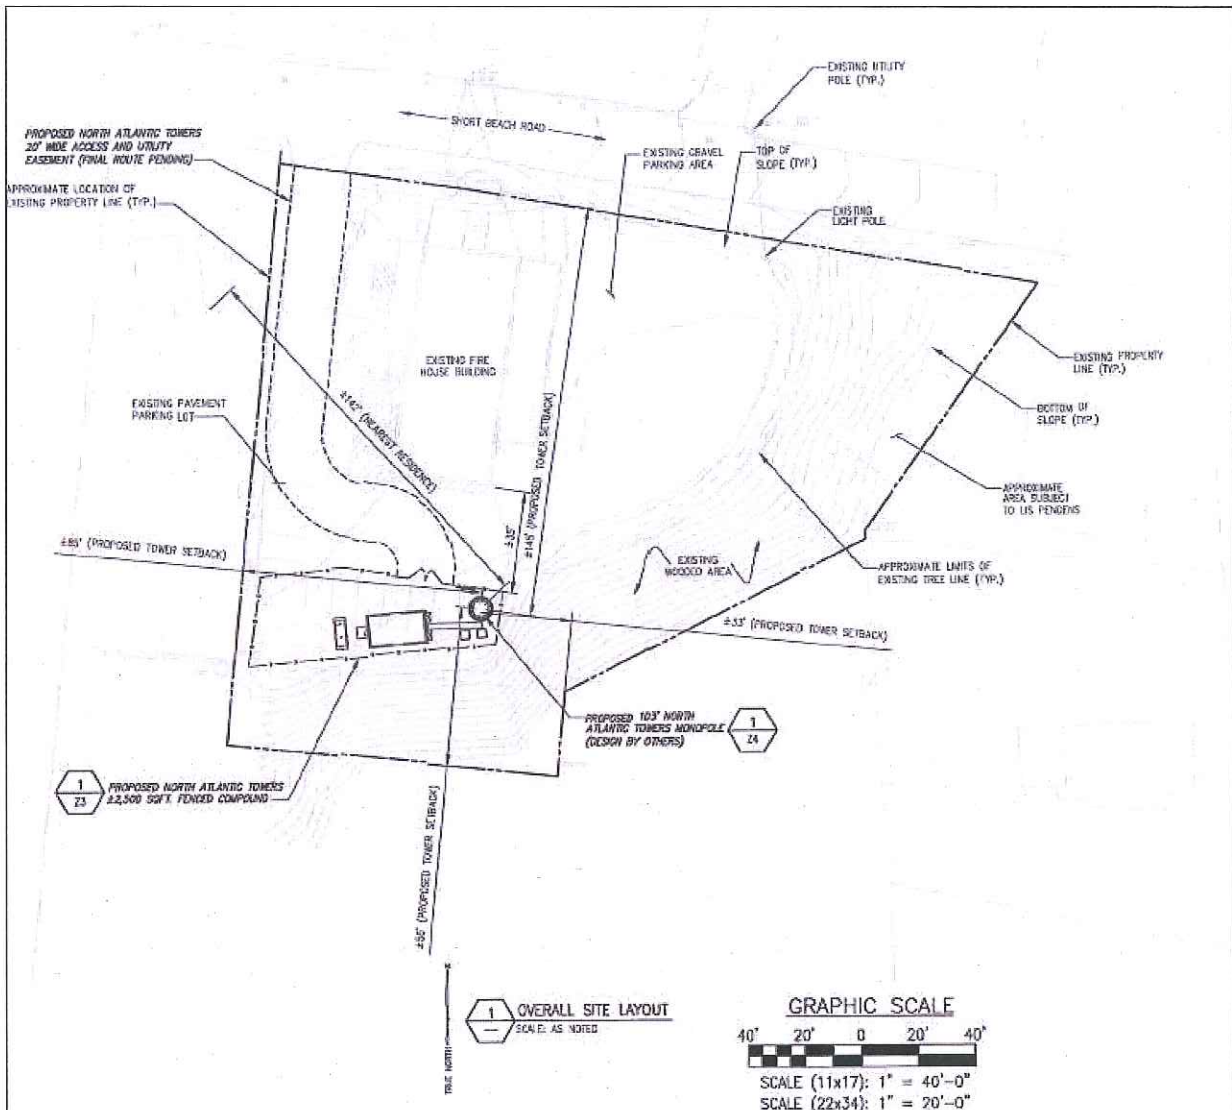 EXISTING UTILITY
POLE (TYP.)
SHORT BEACH ROAD
PROPOSED NORTH ATLANTIC TOWERS
20' WIDE ACCESS AND UTILITY
EASEMENT (FINAL ROUTE PENDING)
EXISTING GRAVEL
PARKING AREA
TOP OF
SLOPE (TYP.)
APPROXIMATE LOCATION OF
EXISTING PROPERTY LINE (TYP.)
EXISTING
LIGHT POLE
EXISTING FIRE
HOUSE BUILDING
EXISTING PROPERTY
LINE (TYP.)
EXISTING PAVEMENT
PARKING LOT
±142' (NEAREST RESIDENCE)
±145' (PROPOSED TOWER SETBACK)
BOTTOM OF
SLOPE (TYP.)
±35'
APPROXIMATE
AREA SUBJECT
TO LIS PENDENS
±85' (PROPOSED TOWER SETBACK)
EXISTING
WOODED AREA
APPROXIMATE LIMITS OF
EXISTING TREE LINE (TYP.)
±33' (PROPOSED TOWER SETBACK)
PROPOSED 103' NORTH
ATLANTIC TOWERS MONOPOLE
(DESIGN BY OTHERS)
1
Z4
1
Z3
PROPOSED NORTH ATLANTIC TOWERS
±2,500 SQFT. FENCED COMPOUND
(PROPOSED TOWER SETBACK)
TRUE NORTH
1
OVERALL SITE LAYOUT
SCALE: AS NOTED
GRAPHIC SCALE
40' 20' 0 20' 40'
SCALE (11x17): 1" = 40'-0"
SCALE (22x34): 1" = 20'-0"